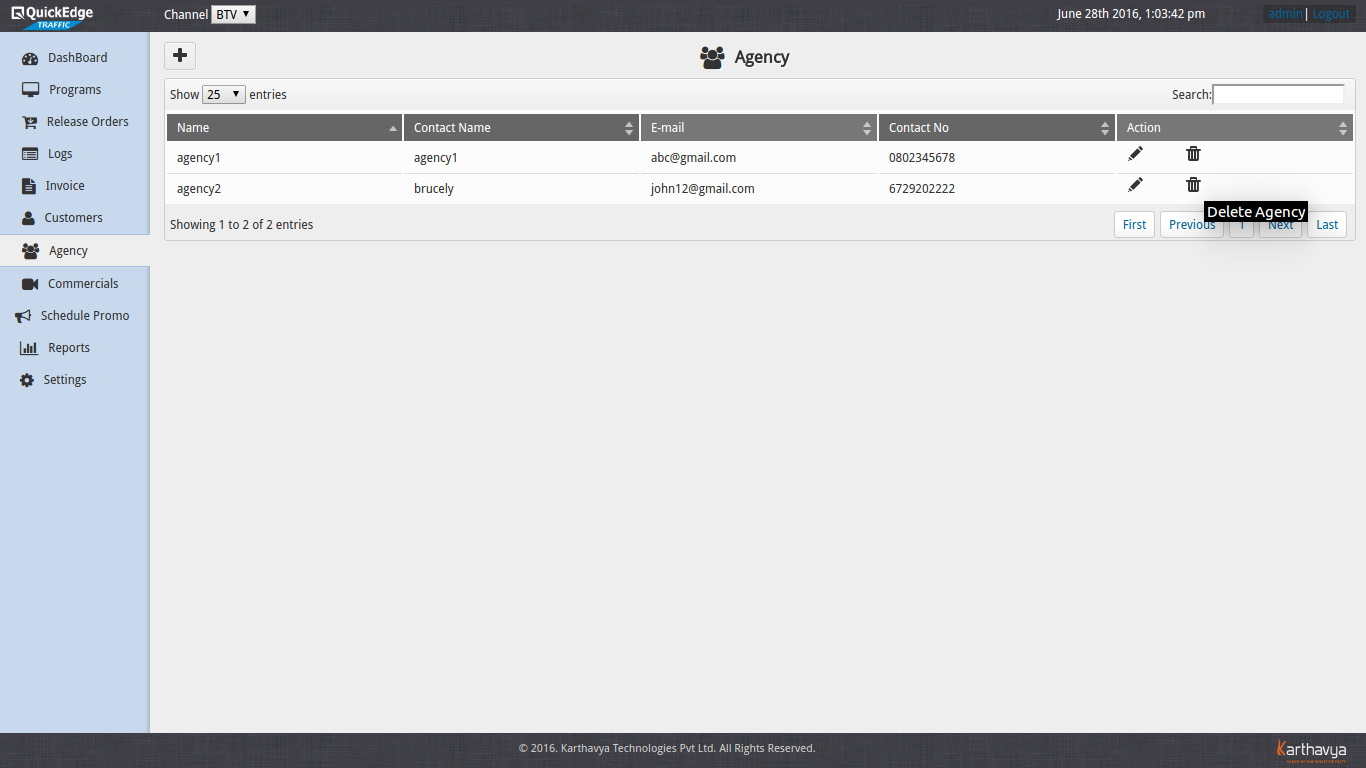 QuickEdge
TRAFFIC
Channel BTV
June 28th 2016, 1:03:42 pm
admin | Logout
DashBoard
Programs
Release Orders
Logs
Invoice
Customers
Agency
Commercials
Schedule Promo
Reports
Settings
Agency
Show 25 entries
Search:
Name Contact Name E-mail Contact No Action
agency1 agency1 abc@gmail.com 0802345678
agency2 brucely john12@gmail.com 6729202222
Delete Agency
Showing 1 to 2 of 2 entries
First Previous 1 Next Last
© 2016. Karthavya Technologies Pvt Ltd. All Rights Reserved.
Karthavya